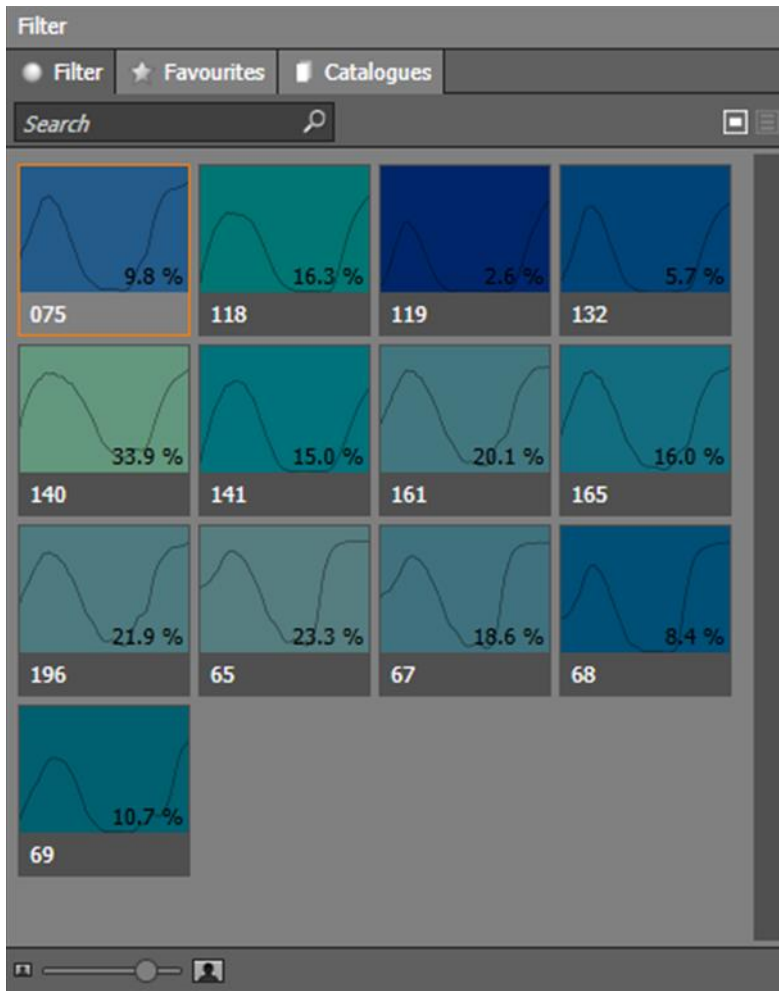 Filter
Filter Favourites Catalogues
Search
9.8 % 16.3 % 2.6 % 5.7 %
075 118 119 132
33.9 % 15.0 % 20.1 % 16.0 %
140 141 161 165
21.9 % 23.3 % 18.6 % 8.4 %
196 65 67 68
10.7 %
69